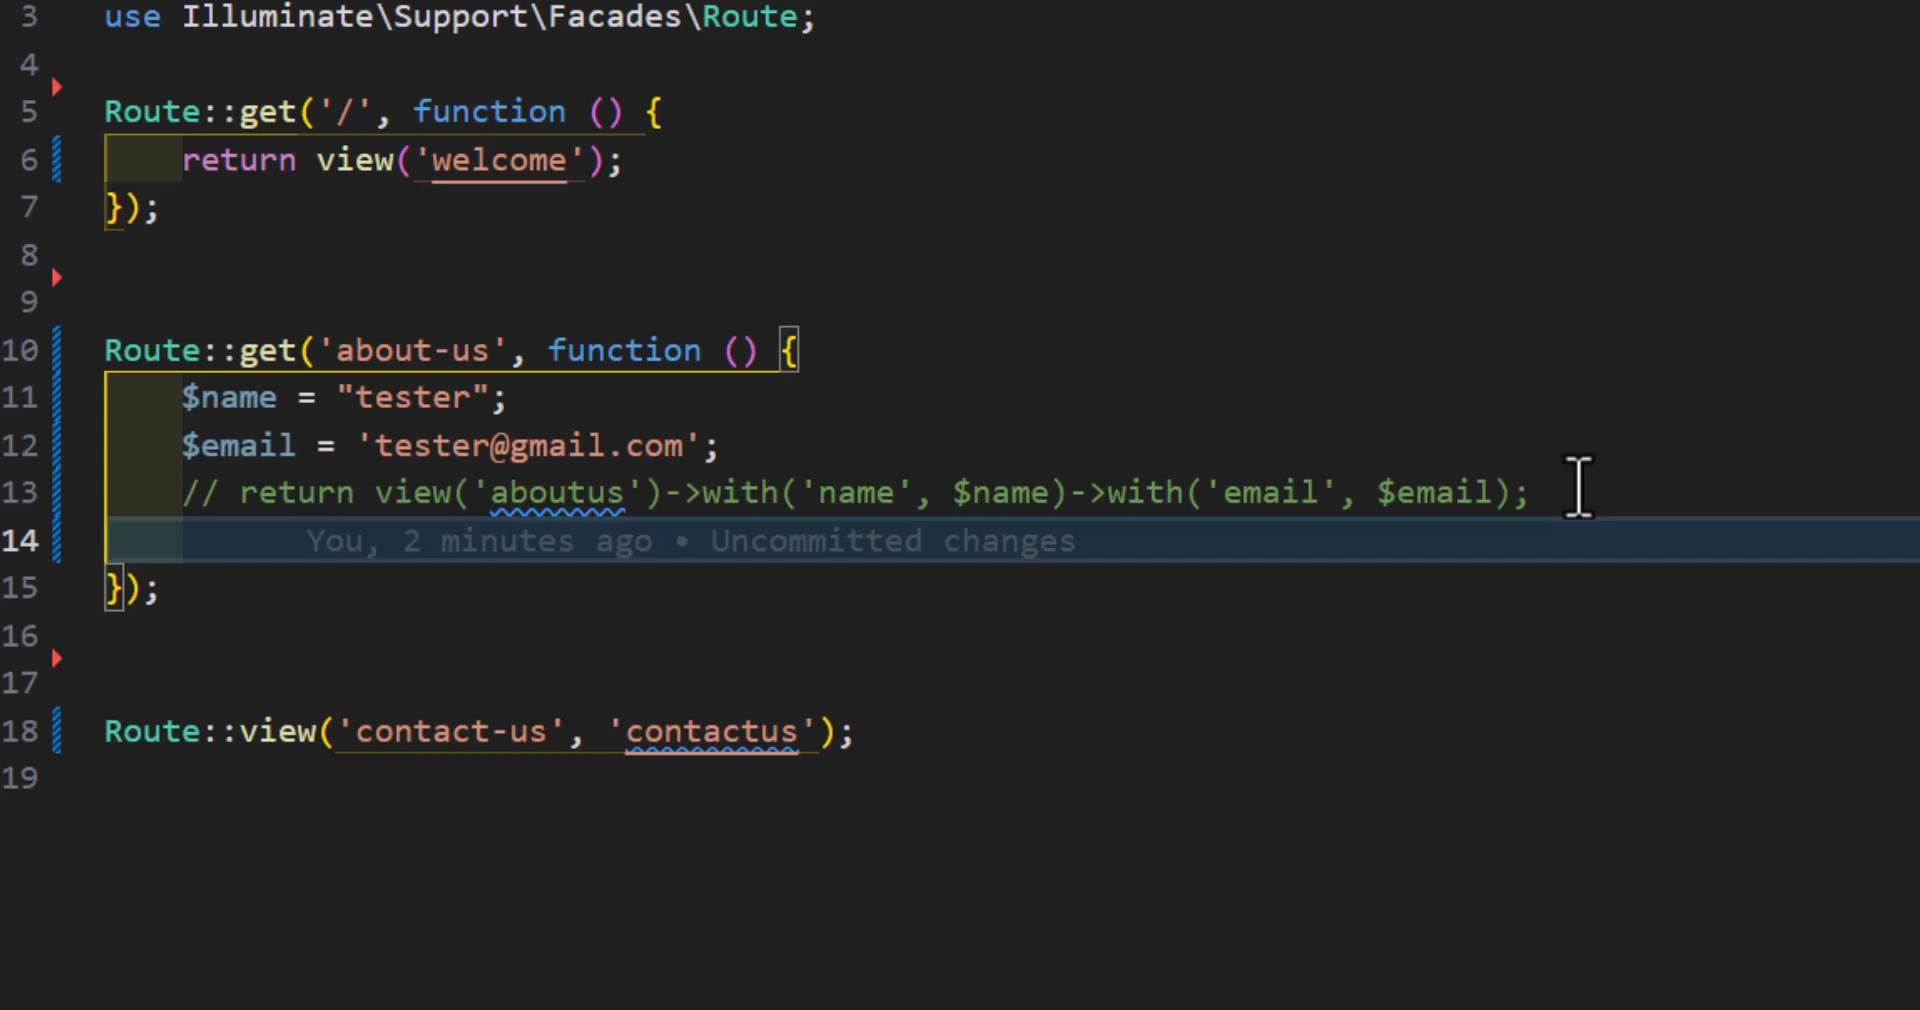 3 use Illuminate\Support\Facades\Route;
4
5 Route::get('/', function () {
6     return view('welcome');
7 });
8
9
10 Route::get('about-us', function () {
11     $name = "tester";
12     $email = 'tester@gmail.com';
13     // return view('aboutus')->with('name', $name)->with('email', $email);
14 You, 2 minutes ago • Uncommitted changes
15 });
16
17
18 Route::view('contact-us', 'contactus');
19